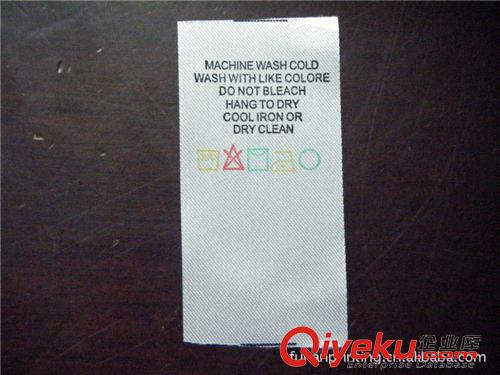 MACHINE WASH COLD
WASH WITH LIKE COLORE
DO NOT BLEACH
HANG TO DRY
COOL IRON OR
DRY CLEAN
Qiyeku.com
企业库
Enterprise Database